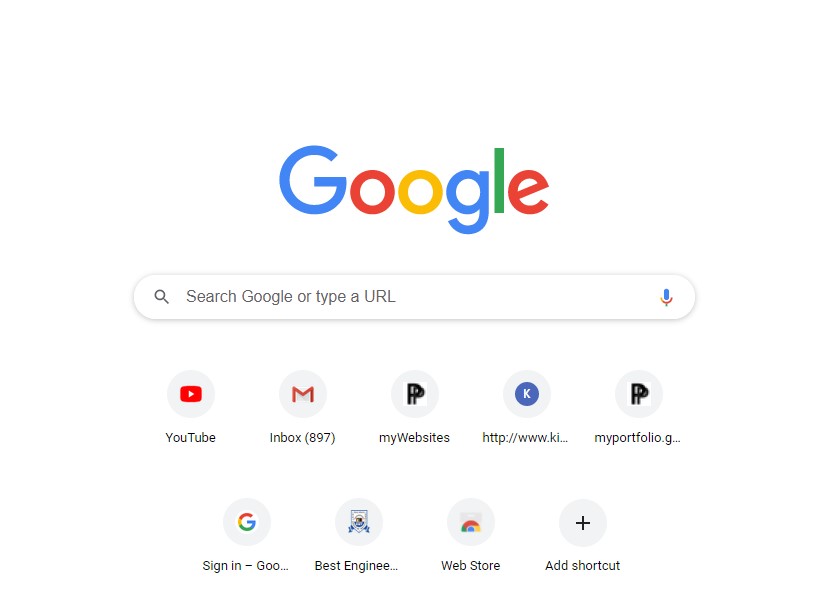 Google
Search Google or type a URL
YouTube
Inbox (897)
myWebsites
K
http://www.ki...
myportfolio.g...
Sign in – Goo...
Best Enginee...
Web Store
Add shortcut